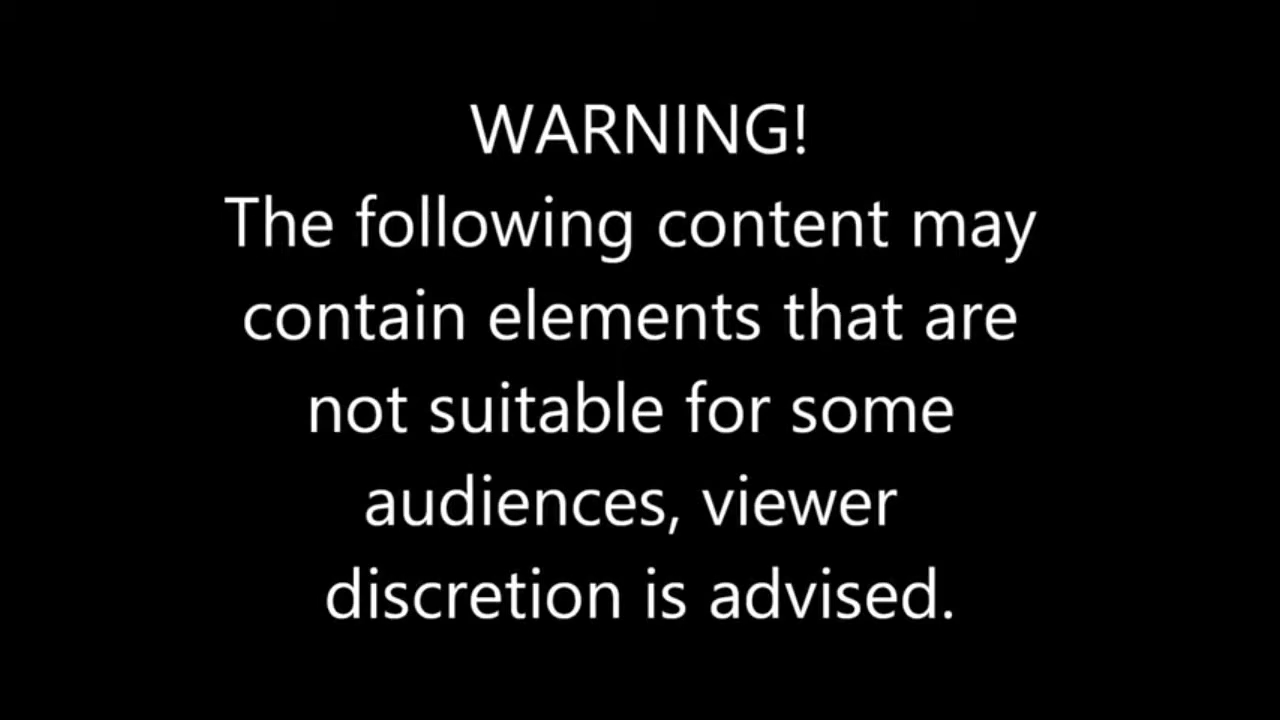 WARNING!
The following content may
contain elements that are
not suitable for some
audiences, viewer
discretion is advised.